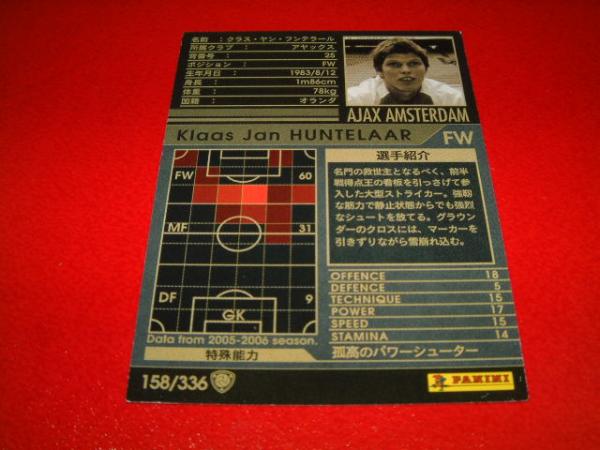 名前 : クラス・ヤン・フンテラール
所属クラブ : アヤックス
背番号 : 25
ポジション : FW
生年月日 : 1983/8/12
身長 : 1m86cm
体重 : 78kg
国籍 : オランダ
AJAX AMSTERDAM
Klaas Jan HUNTELAAR FW
FW 60
MF 31
DF 9
GK
Data from 2005-2006 season.
選手紹介
名門の救世主となるべく、前半
戦得点王の看板を引っさげて参
入した大型ストライカー。強靭
な筋力で静止状態からでも強烈
なシュートを放てる。グラウン
ダーのクロスには、マーカーを
引きずりながら雪崩れ込む。
OFFENCE 18
DEFENCE 5
TECHNIQUE 15
POWER 17
SPEED 15
STAMINA 14
特殊能力 孤高のパワーシューター
158/336
PANINI